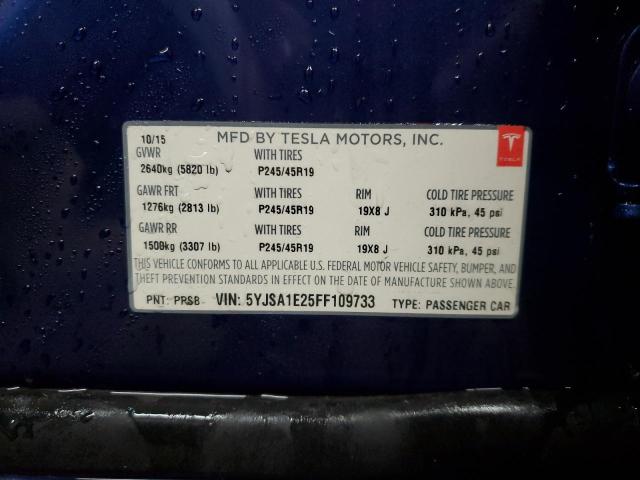 10/15 MFD BY TESLA MOTORS, INC.
GVWR WITH TIRES
2640kg (5820 lb) P245/45R19
GAWR FRT WITH TIRES RIM COLD TIRE PRESSURE
1276kg (2813 lb) P245/45R19 19X8 J 310 kPa, 45 psi
GAWR RR WITH TIRES RIM COLD TIRE PRESSURE
1500kg (3307 lb) P245/45R19 19X8 J 310 kPa, 45 psi
THIS VEHICLE CONFORMS TO ALL APPLICABLE U.S. FEDERAL MOTOR VEHICLE SAFETY, BUMPER, AND
THEFT PREVENTION STANDARDS IN EFFECT ON THE DATE OF MANUFACTURE SHOWN ABOVE.
PNT: PPSB VIN: 5YJSA1E25FF109733 TYPE: PASSENGER CAR
TESLA